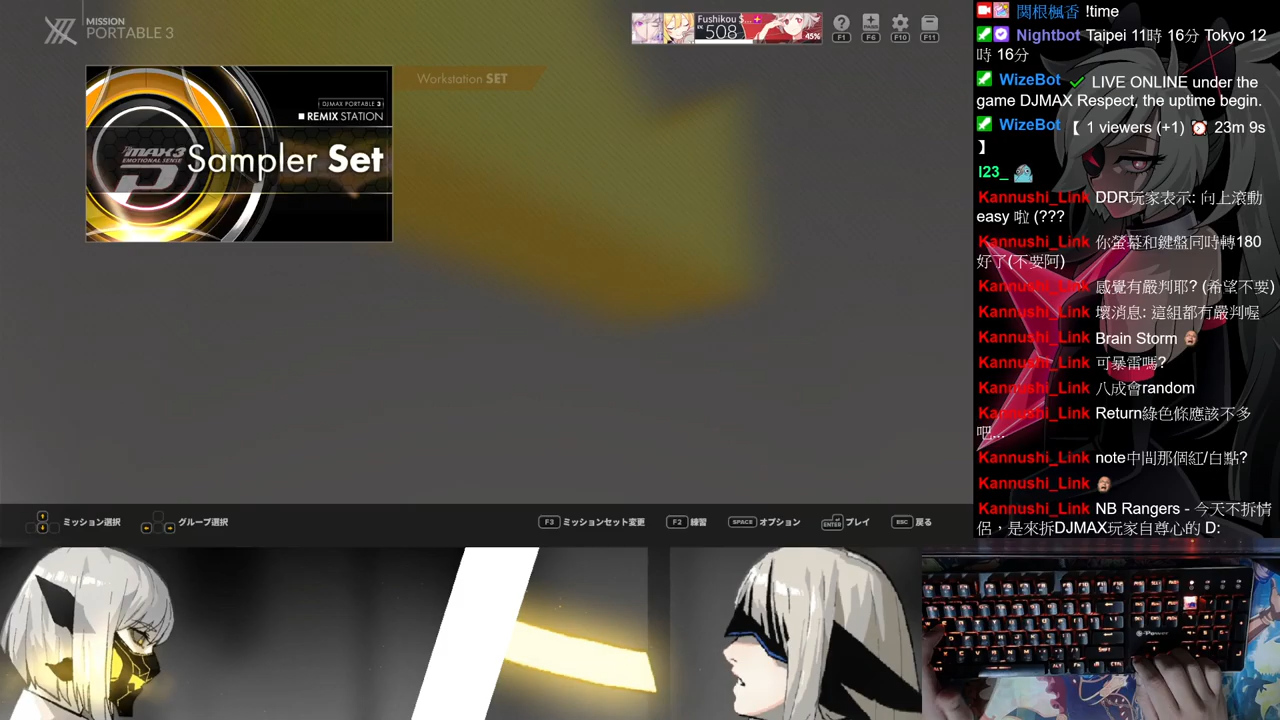 MISSION
PORTABLE 3
Fushikou S...
508
45%
F1
F6
F10
F11
Workstation SET
DJMAX PORTABLE 3
REMIX STATION
MAX3
EMOTIONAL SENSE
Sampler Set
ミッション選択
グループ選択
F3 ミッションセット変更
F2 練習
SPACE オプション
ENTER プレイ
ESC 戻る
関根楓香 !time
Nightbot Taipei 11時 16分 Tokyo 12
時 16分
WizeBot LIVE ONLINE under the
game DJMAX Respect, the uptime begin.
WizeBot 【 1 viewers (+1) 23m 9s
】
l23_
Kannushi_Link DDR玩家表示: 向上滾動
easy 啦 (???
Kannushi_Link 你螢幕和鍵盤同時轉180
好了(不要阿)
Kannushi_Link 感覺有嚴判耶? (希望不要)
Kannushi_Link 壞消息: 這組都有嚴判喔
Kannushi_Link Brain Storm
Kannushi_Link 可暴雷嗎?
Kannushi_Link 八成會random
Kannushi_Link Return綠色條應該不多
吧...
Kannushi_Link note中間那個紅/白點?
Kannushi_Link
Kannushi_Link NB Rangers - 今天不拆情
侶，是來拆DJMAX玩家自尊心的 D: